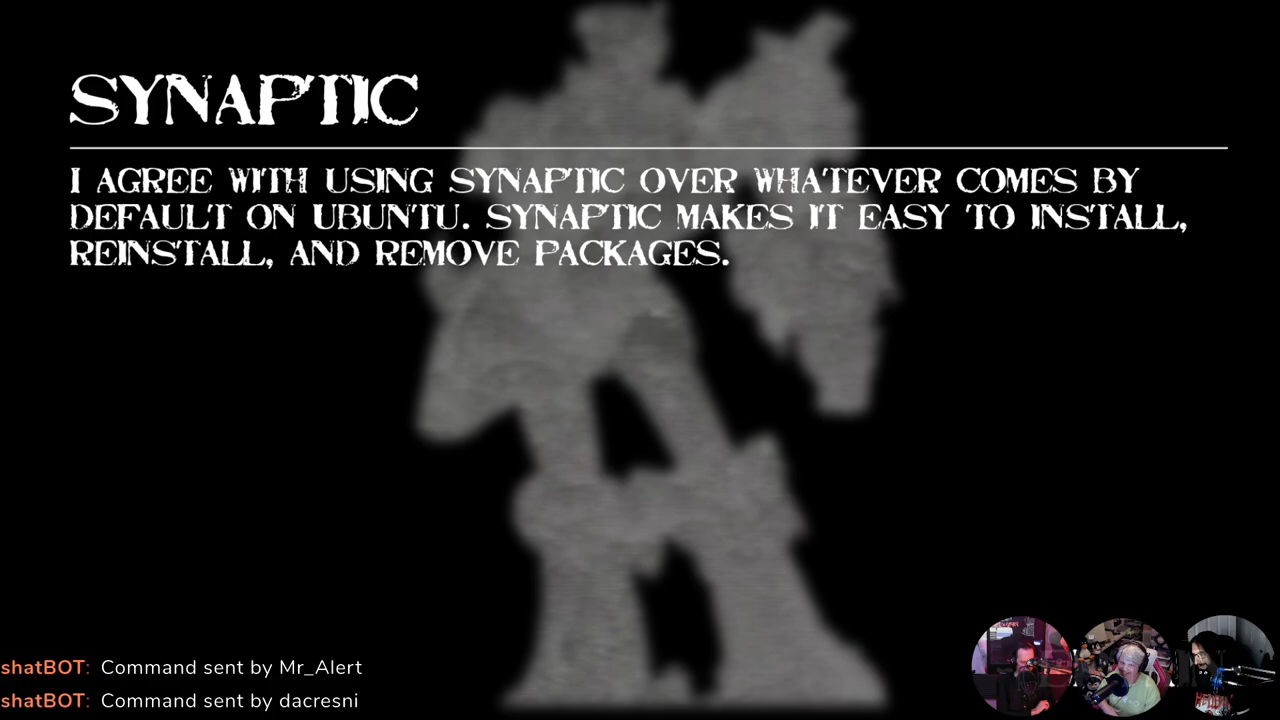 SYNAPTIC
I AGREE WITH USING SYNAPTIC OVER WHATEVER COMES BY
DEFAULT ON UBUNTU. SYNAPTIC MAKES IT EASY TO INSTALL,
REINSTALL, AND REMOVE PACKAGES.
shatBOT: Command sent by Mr_Alert
shatBOT: Command sent by dacresni